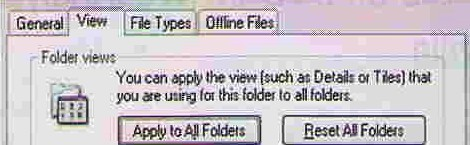 General View File Types Offline Files
Folder views
You can apply the view (such as Details or Tiles) that
you are using for this folder to all folders.
Apply to All Folders Reset All Folders